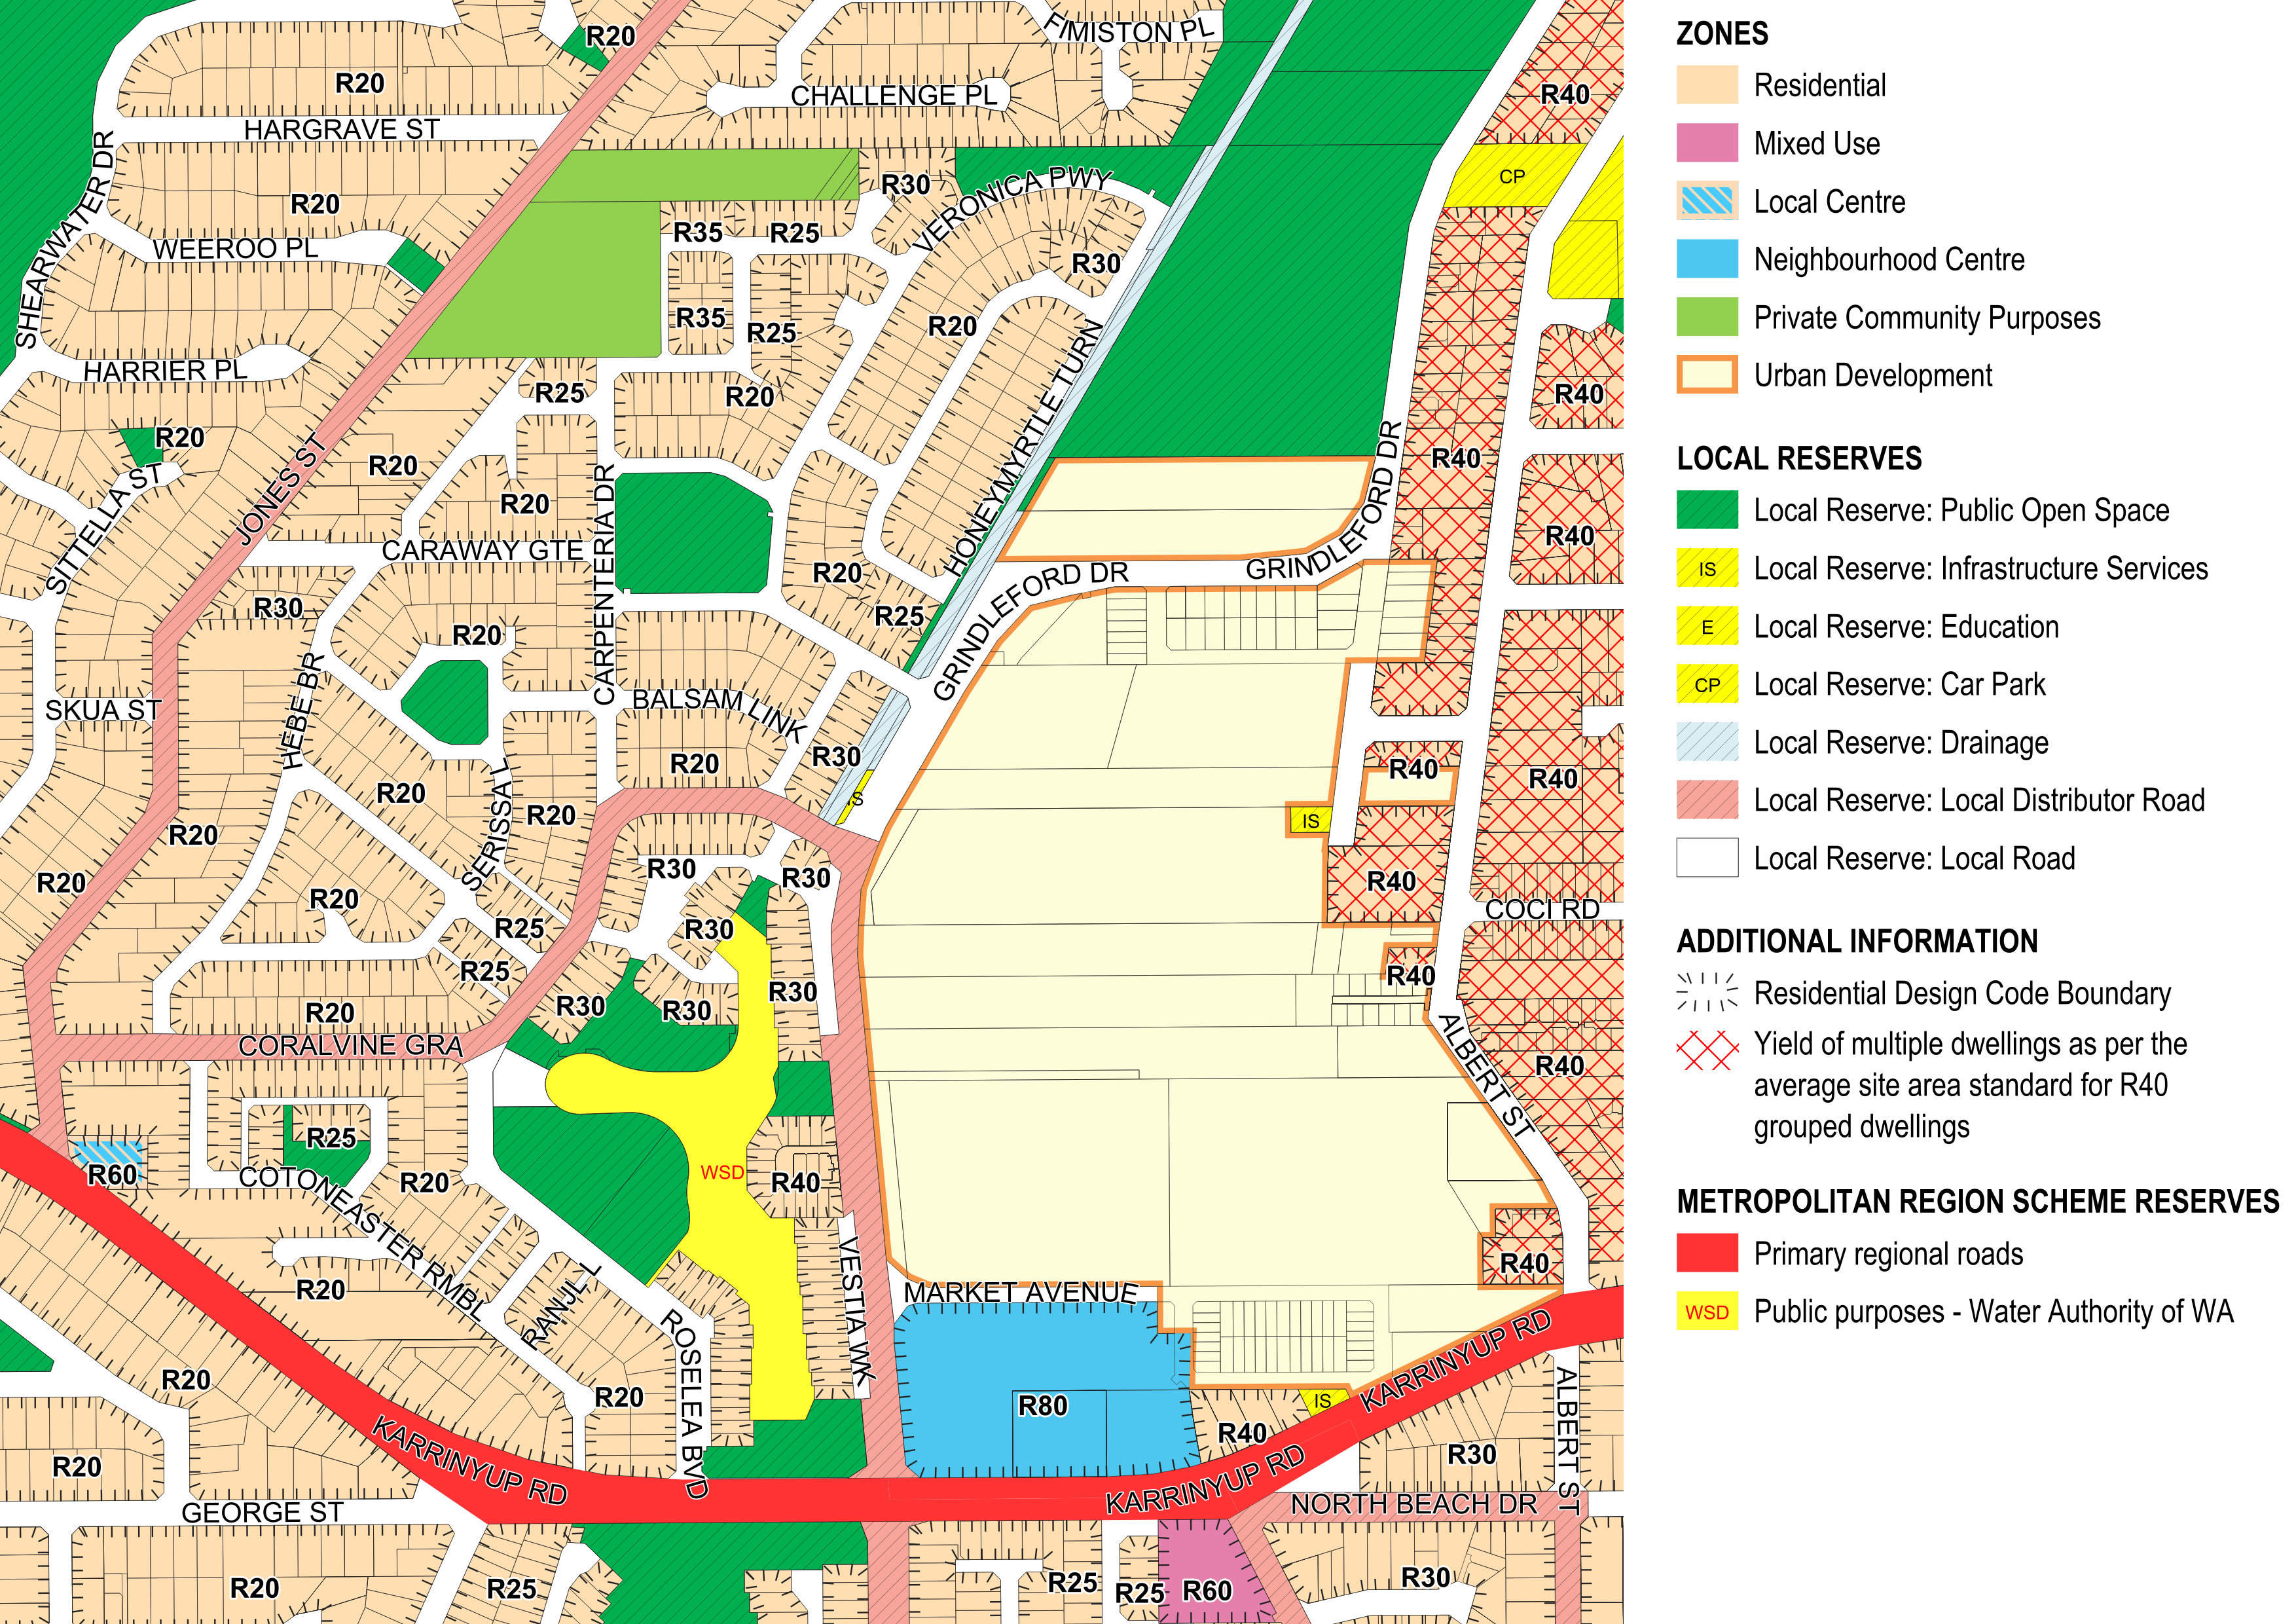 FIMISTON PL
R20
R20
CHALLENGE PL
R40
HARGRAVE ST
SHEARWATER DR
R20
WEEROO PL
R30
VERONICA PWY
CP
R35
R25
R30
R35
R25
R20
HARRIER PL
R25
R20
HONEYMYRTLE TURN
R40
R20
SITTELLA ST
JONES ST
R20
R20
CARPENTERIA DR
GRINDLEFORD DR
R40
R40
CARAWAY GTE
R20
GRINDLEFORD DR
R30
R25
R20
HEBE BR
SKUA ST
BALSAM LINK
R30
R20
R40
R40
R20
SERISSA L
R20
IS
IS
R20
R20
R30
R30
R40
R20
R25
R30
COCI RD
R25
R30
R40
R20
R30
R30
CORALVINE GRA
ALBERT ST
R40
R25
R60
WSD
R40
COTONEASTER RMBL
R20
R20
RANJL L
VESTIA WK
R40
MARKET AVENUE
ROSELEA BVD
R20
R20
KARRINYUP RD
R80
IS
R40
ALBERT ST
R30
R20
KARRINYUP RD
KARRINYUP RD
GEORGE ST
NORTH BEACH DR
R20
R25
R25
R25
R60
R30
ZONES
Residential
Mixed Use
Local Centre
Neighbourhood Centre
Private Community Purposes
Urban Development
LOCAL RESERVES
Local Reserve: Public Open Space
IS Local Reserve: Infrastructure Services
E Local Reserve: Education
CP Local Reserve: Car Park
Local Reserve: Drainage
Local Reserve: Local Distributor Road
Local Reserve: Local Road
ADDITIONAL INFORMATION
Residential Design Code Boundary
Yield of multiple dwellings as per the
average site area standard for R40
grouped dwellings
METROPOLITAN REGION SCHEME RESERVES
Primary regional roads
WSD Public purposes - Water Authority of WA